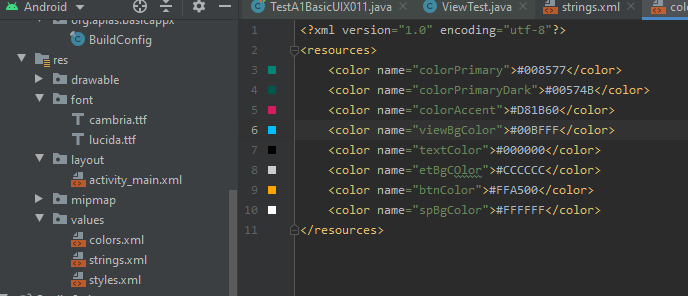 Android
TestA1BasicUIX011.java
ViewTest.java
strings.xml
BuildConfig
res
drawable
font
cambria.ttf
lucida.ttf
layout
activity_main.xml
mipmap
values
colors.xml
strings.xml
styles.xml
1 <?xml version="1.0" encoding="utf-8"?>
2 <resources>
3 <color name="colorPrimary">#008577</color>
4 <color name="colorPrimaryDark">#00574B</color>
5 <color name="colorAccent">#D81B60</color>
6 <color name="viewBgColor">#00BFFF</color>
7 <color name="textColor">#000000</color>
8 <color name="etBgCOlor">#CCCCCC</color>
9 <color name="btnColor">#FFA500</color>
10 <color name="spBgColor">#FFFFFF</color>
11 </resources>